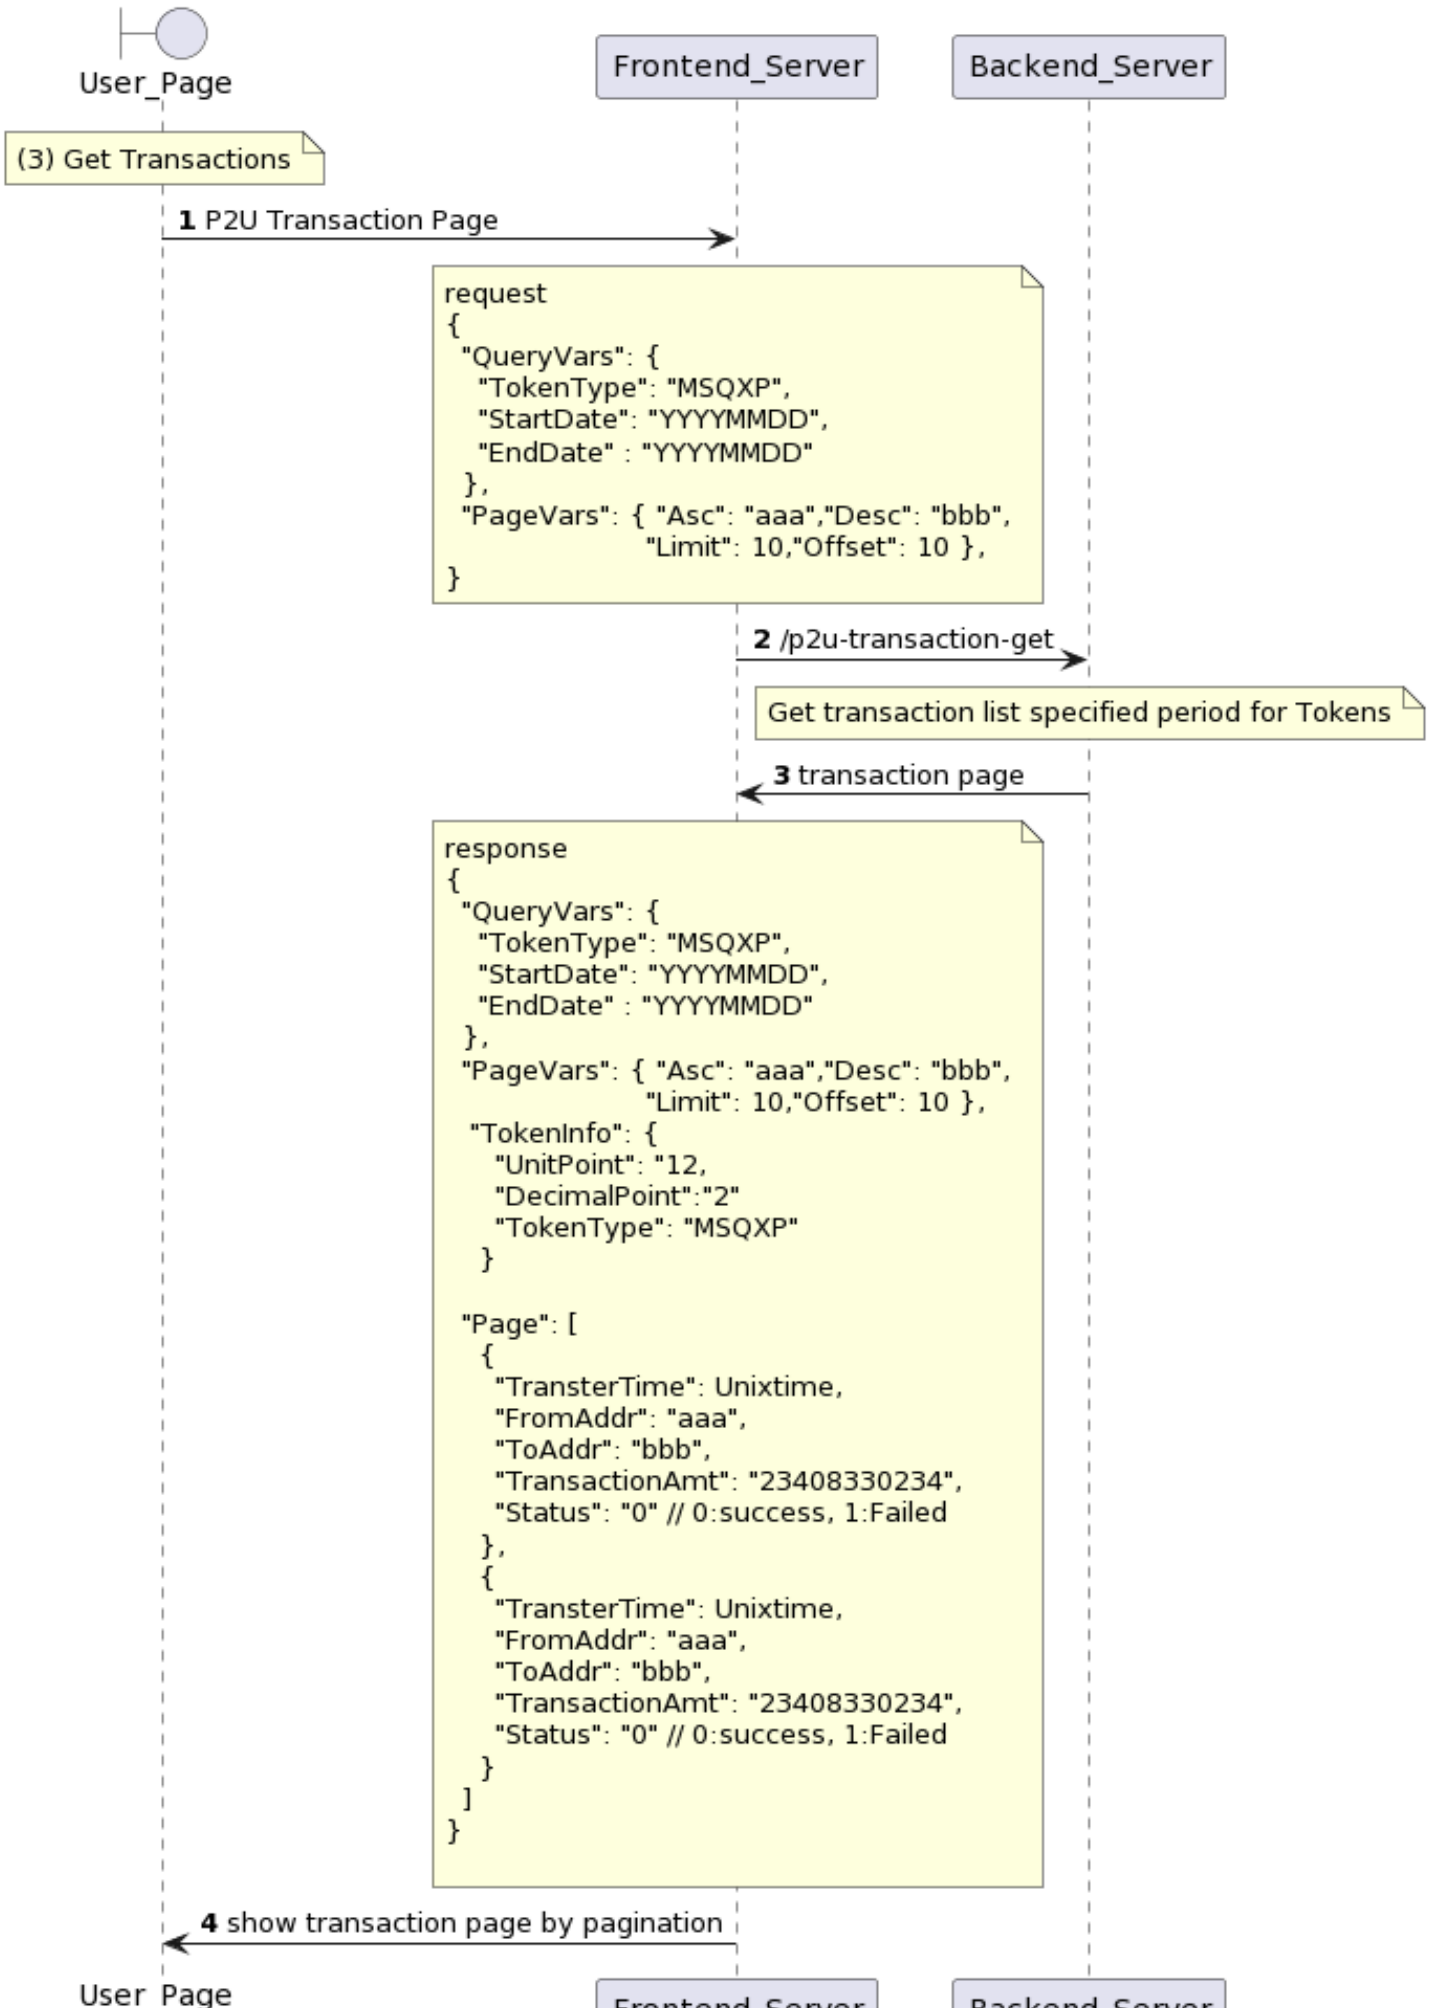 User_Page
Frontend_Server
Backend_Server
(3) Get Transactions
1 P2U Transaction Page
request
{
"QueryVars": {
"TokenType": "MSQXP",
"StartDate": "YYYYMMDD",
"EndDate" : "YYYYMMDD"
},
"PageVars": { "Asc": "aaa","Desc": "bbb",
"Limit": 10,"Offset": 10 },
}
2 /p2u-transaction-get
Get transaction list specified period for Tokens
3 transaction page
response
{
"QueryVars": {
"TokenType": "MSQXP",
"StartDate": "YYYYMMDD",
"EndDate" : "YYYYMMDD"
},
"PageVars": { "Asc": "aaa","Desc": "bbb",
"Limit": 10,"Offset": 10 },
"TokenInfo": {
"UnitPoint": "12,
"DecimalPoint":"2"
"TokenType": "MSQXP"
}
"Page": [
{
"TransterTime": Unixtime,
"FromAddr": "aaa",
"ToAddr": "bbb",
"TransactionAmt": "23408330234",
"Status": "0" // 0:success, 1:Failed
},
{
"TransterTime": Unixtime,
"FromAddr": "aaa",
"ToAddr": "bbb",
"TransactionAmt": "23408330234",
"Status": "0" // 0:success, 1:Failed
}
]
}
4 show transaction page by pagination
User_Page
Frontend_Server
Backend_Server